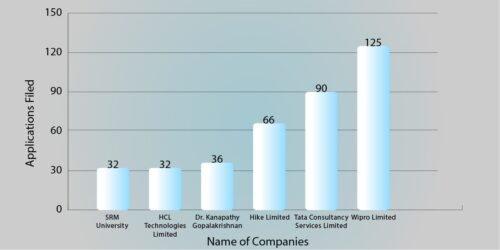 150
120
90
60
30
0
Applications Filed
32
32
36
66
90
125
SRM
University
HCL
Technologies
Limited
Dr. Kanapathy
Gopalakrishnan
Hike Limited
Tata Consultancy
Services Limited
Wipro Limited
Name of Companies